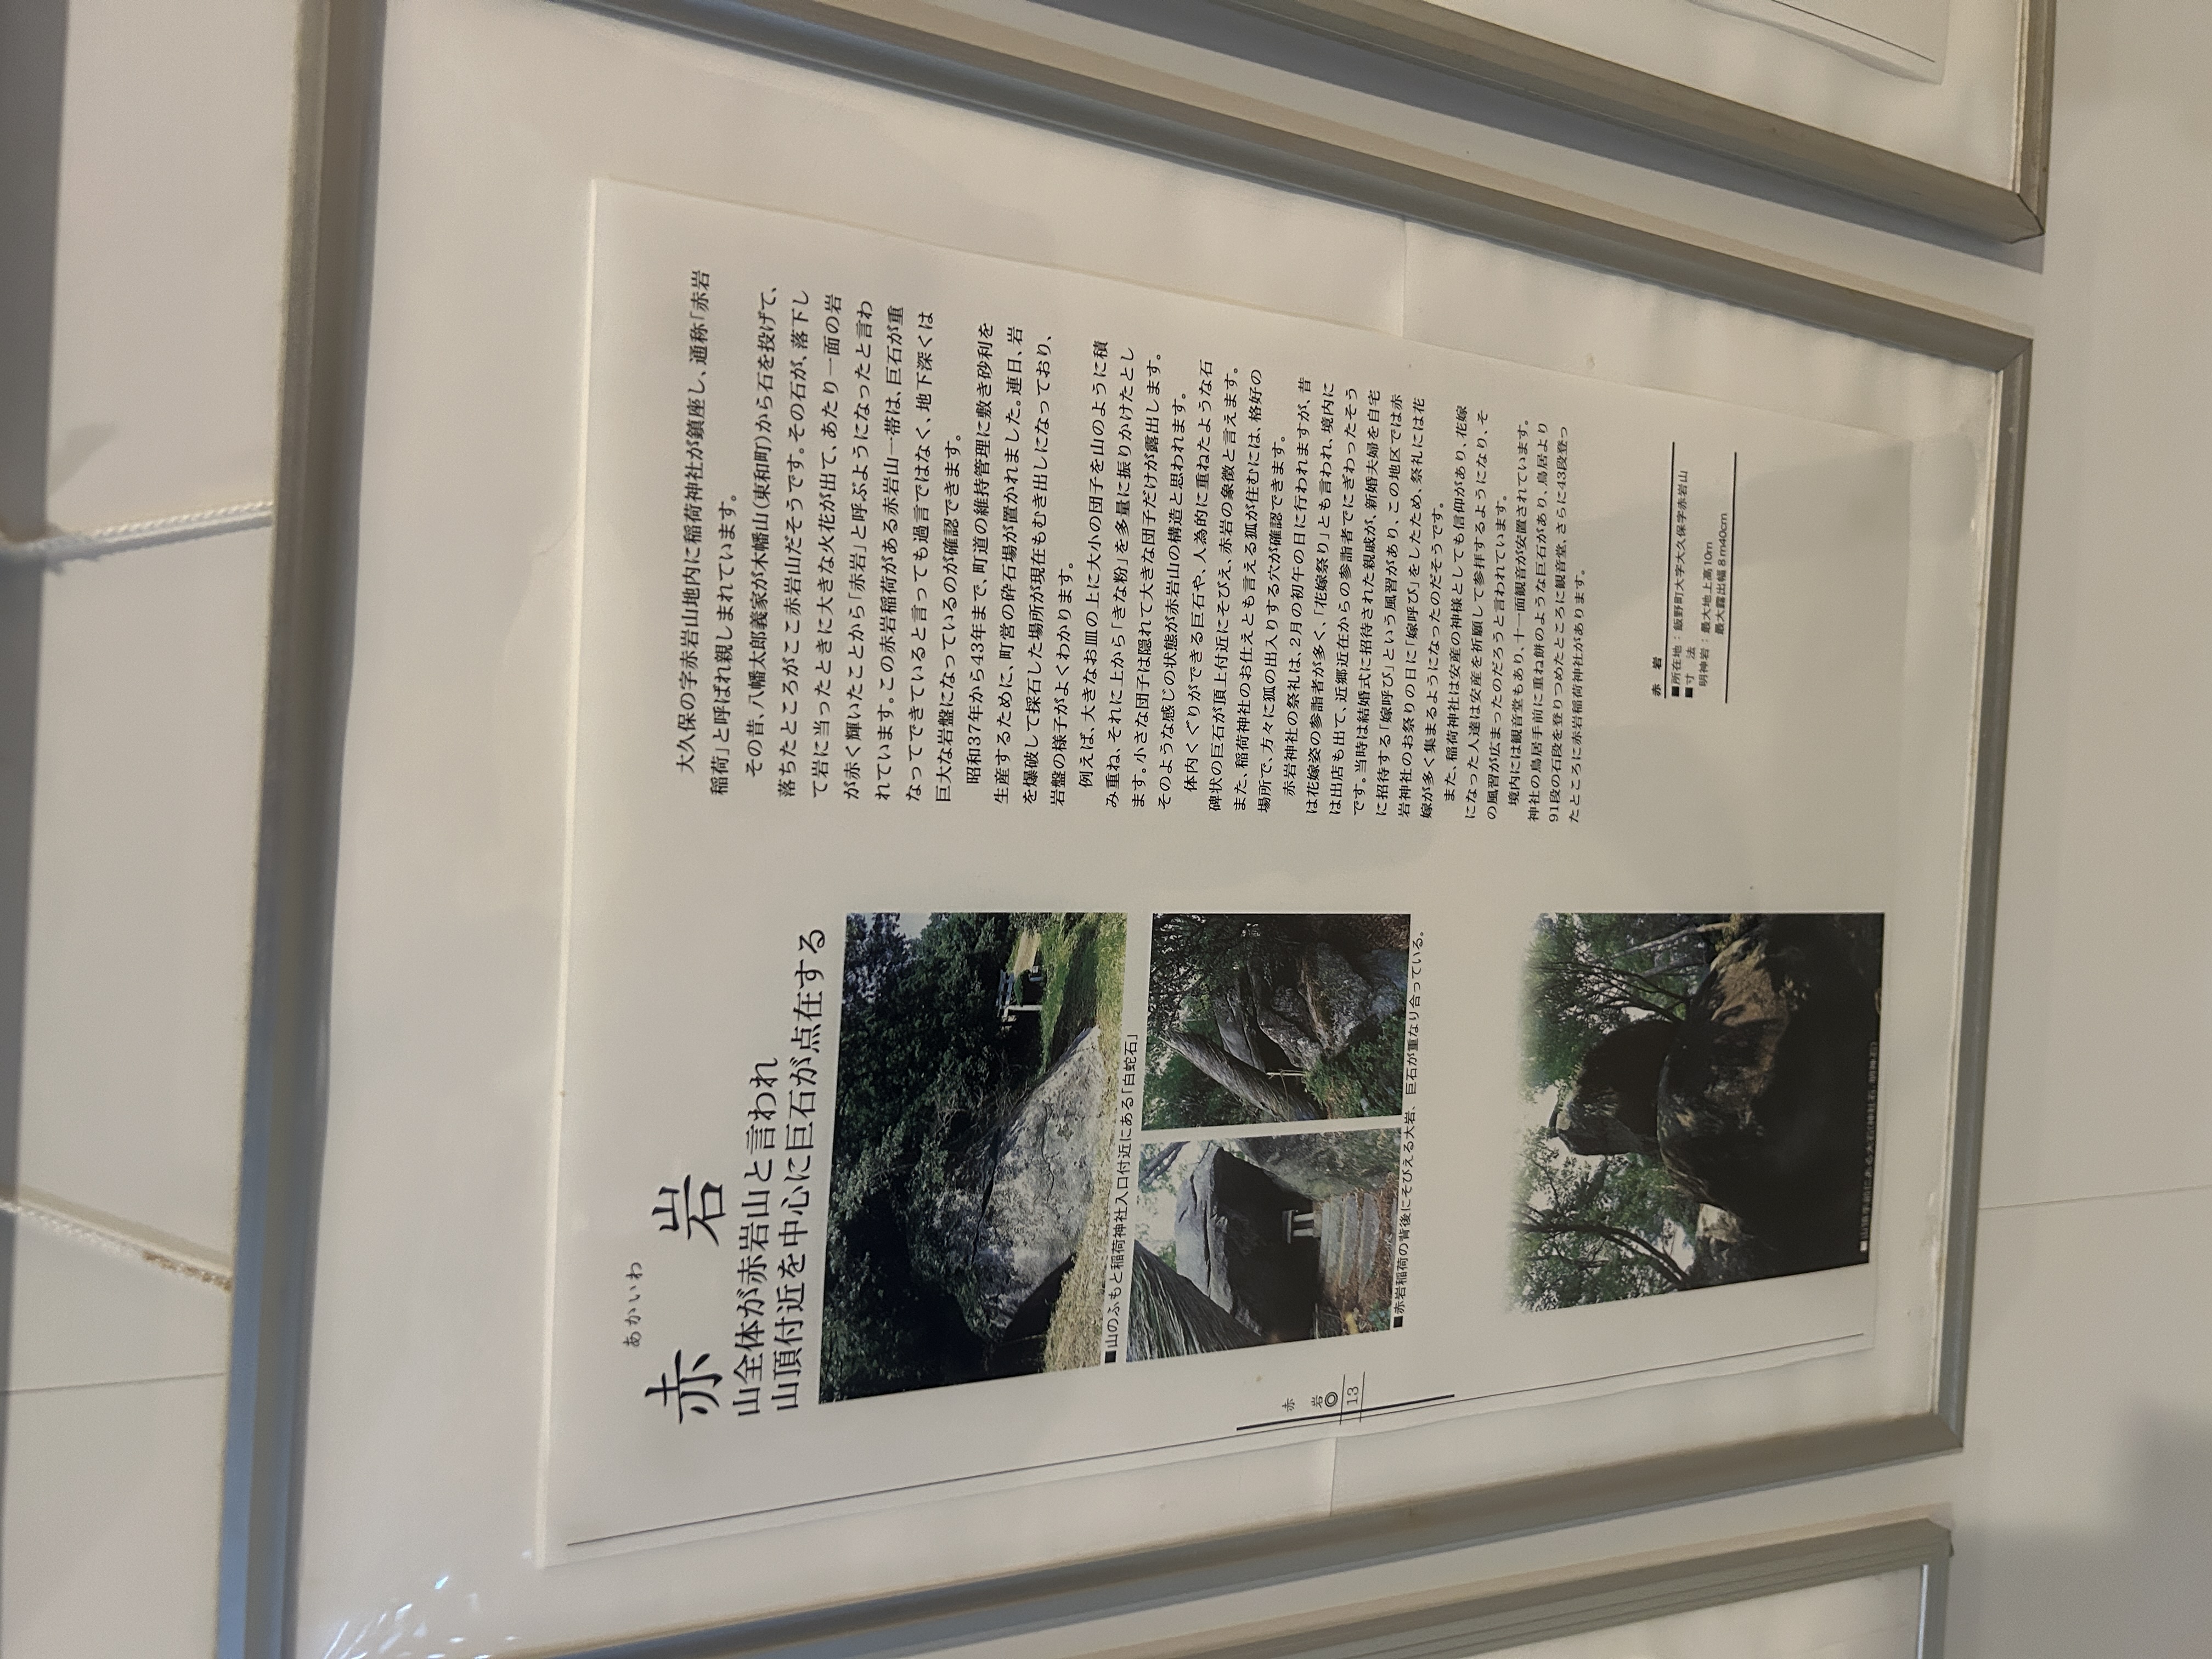 あかいわ
赤岩
山全体が赤岩山と言われ
山頂付近を中心に巨石が点在する
■山のふもと稲荷神社入口付近にある「白蛇石」
■赤岩稲荷の背後にそびえる大岩、巨石が重なり合っている。
赤岩
◎
13
大久保の字赤岩山地内に稲荷神社が鎮座し、通称「赤岩
稲荷」と呼ばれ親しまれています。
その昔、八幡太郎義家が木幡山(東和町)から石を投げて、
落ちたところがここ赤岩山だそうです。その石が、落下し
て岩に当ったときに大きな火花が出て、あたり一面の岩
が赤く輝いたことから「赤岩」と呼ぶようになったと言わ
れています。この赤岩稲荷がある赤岩山一帯は、巨石が重
なってできていると言っても過言ではなく、地下深くは
巨大な岩盤になっているのが確認できます。
昭和37年から43年まで、町道の維持管理に敷き砂利を
生産するために、町営の砕石場が置かれました。連日、岩
を爆破して採石した場所が現在もむき出しになっており、
岩盤の様子がよくわかります。
例えば、大きなお皿の上に大小の団子を山のように積
み重ね、それに上から「きな粉」を多量に振りかけたとし
ます。小さな団子は隠れて大きな団子だけが露出します。
そのような感じの状態が赤岩山の構造と思われます。
体内くぐりができる巨石や、人為的に重ねたような石
碑状の巨石が頂上付近にそびえ、赤岩の象徴と言えます。
また、稲荷神社のお仕えとも言える狐が住むには、格好の
場所で、方々に狐の出入りする穴が確認できます。
赤岩神社の祭礼は、2月の初午の日に行われますが、昔
は花嫁姿の参詣者が多く、「花嫁祭り」とも言われ、境内に
は出店も出て、近郷近在からの参詣者でにぎわったそう
です。当時は結婚式に招待された親戚が、新婚夫婦を自宅
に招待する「嫁呼び」という風習があり、この地区では赤
岩神社のお祭りの日に「嫁呼び」をしたため、祭礼には花
嫁が多く集まるようになったのだそうです。
また、稲荷神社は安産の神様としても信仰があり、花嫁
になった人達は安産を祈願して参拝するようになり、そ
の風習が広まったのだろうと言われています。
境内には観音堂もあり、十一面観音が安置されています。
神社の鳥居手前に重ね餅のような巨石があり、鳥居より
91段の石段を登りつめたところに観音堂、さらに43段登っ
たところに赤岩稲荷神社があります。
赤岩
■所在地：飯野町大字大久保字赤岩山
■寸法
明神岩：最大地上高10m
最大露出幅8m40cm